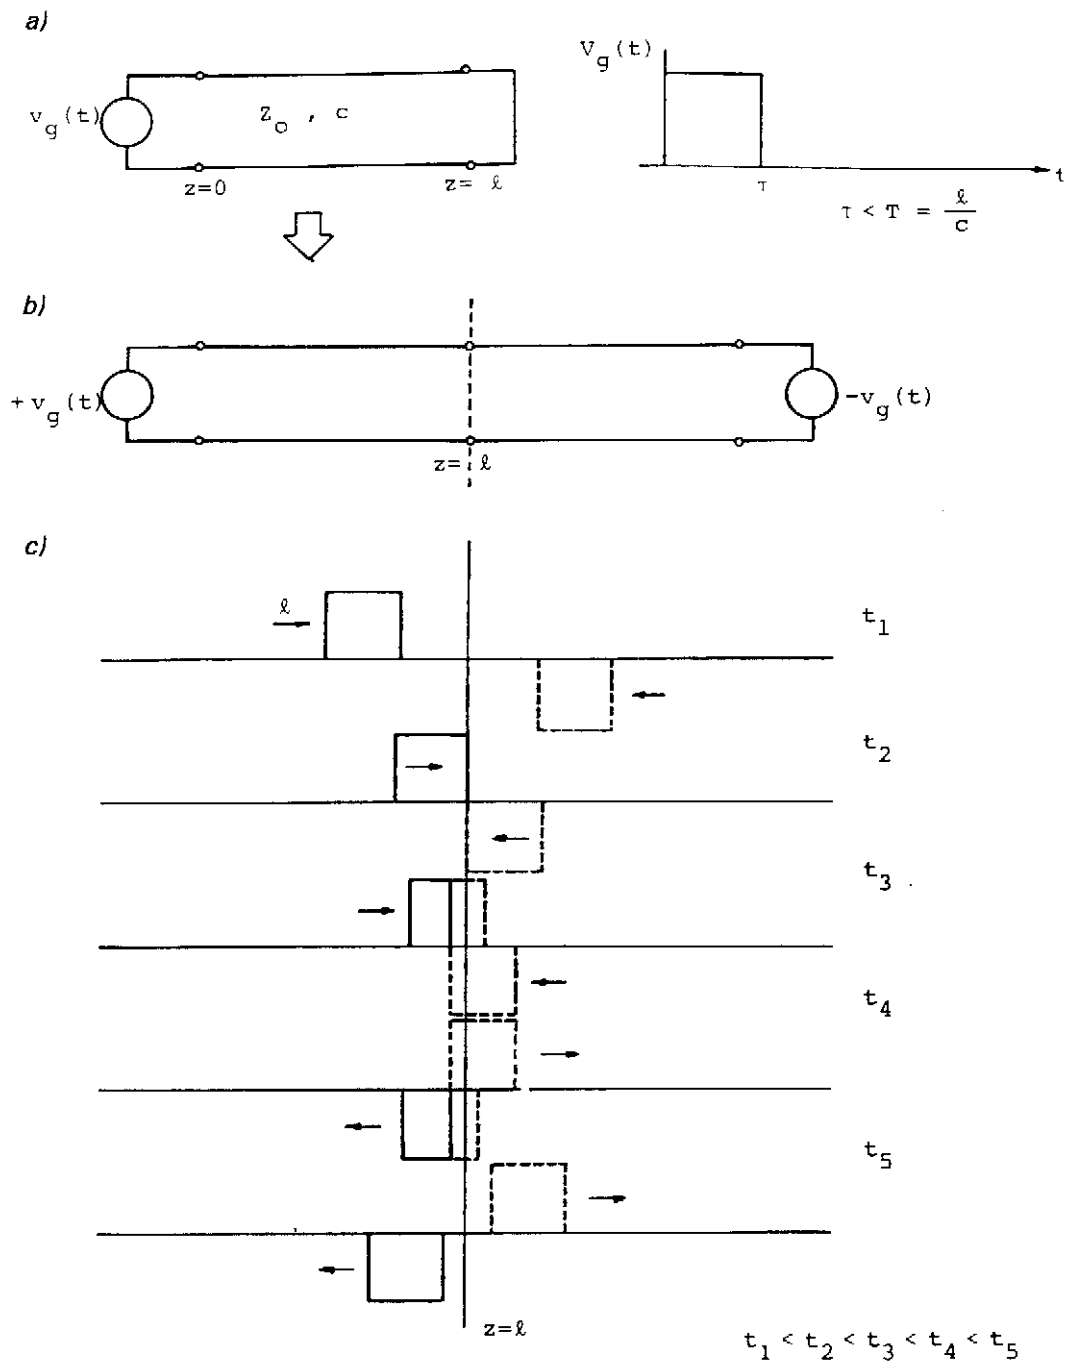 a)
v_g(t)
Z_o , c
z=0
z= ℓ
V_g(t)
τ
t
τ < T = ℓ/c
b)
+v_g(t)
-v_g(t)
z= ℓ
c)
ℓ
t_1
t_2
t_3
t_4
t_5
z=ℓ
t_1 < t_2 < t_3 < t_4 < t_5